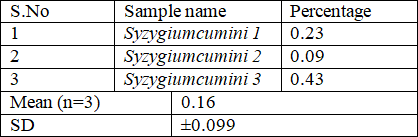 S.No Sample name Percentage
1 Syzygiumcumini 1 0.23
2 Syzygiumcumini 2 0.09
3 Syzygiumcumini 3 0.43
Mean (n=3) 0.16
SD ±0.099